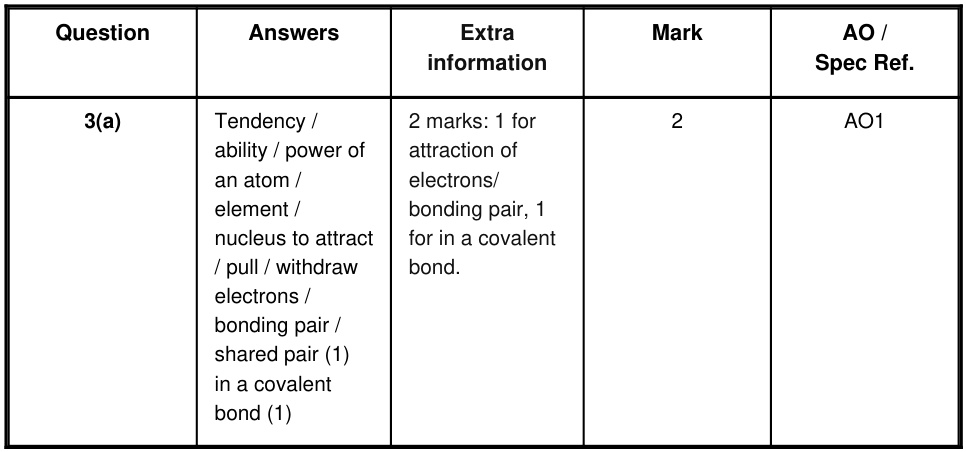 Question
Answers
Extra
information
Mark
AO /
Spec Ref.
3(a)
Tendency /
ability / power of
an atom /
element /
nucleus to attract
/ pull / withdraw
electrons /
bonding pair /
shared pair (1)
in a covalent
bond (1)
2 marks: 1 for
attraction of
electrons/
bonding pair, 1
for in a covalent
bond.
2
AO1